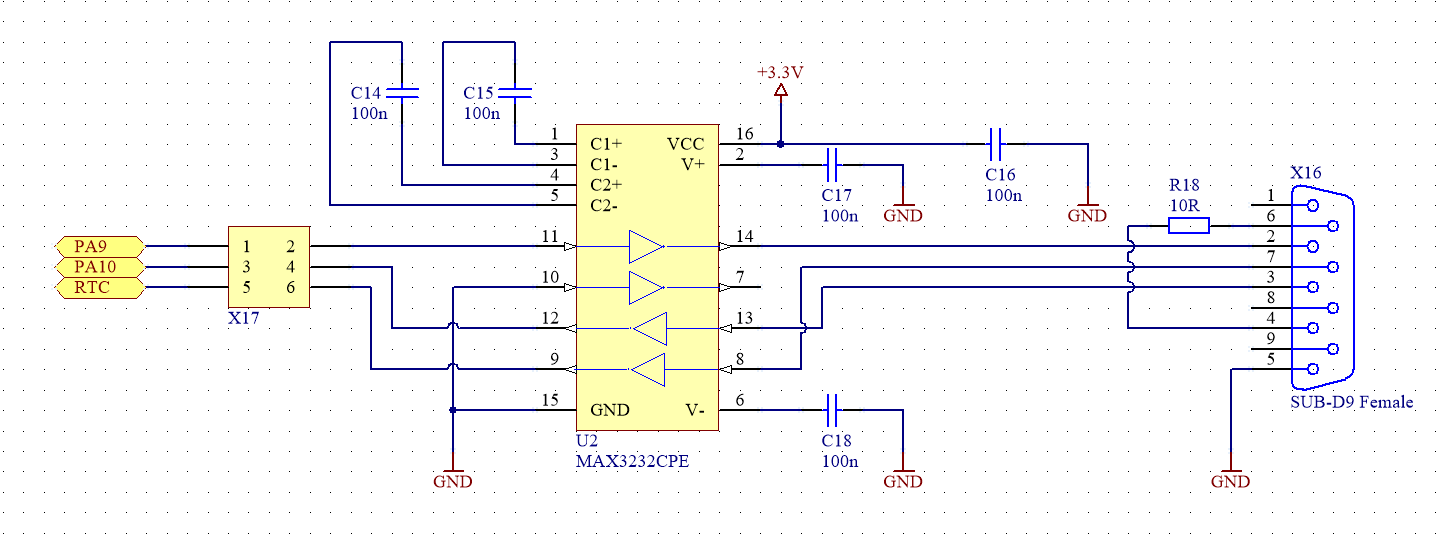 +3.3V
C14
100n
C15
100n
1
C1+
VCC
16
3
C1-
V+
2
4
C2+
5
C2-
C17
100n
GND
C16
100n
GND
X16
R18
10R
1
6
2
7
3
8
4
9
5
SUB-D9 Female
PA9
PA10
RTC
1 2
3 4
5 6
X17
11
14
10
7
12
13
9
8
15
GND
V-
6
U2
MAX3232CPE
C18
100n
GND
GND
GND